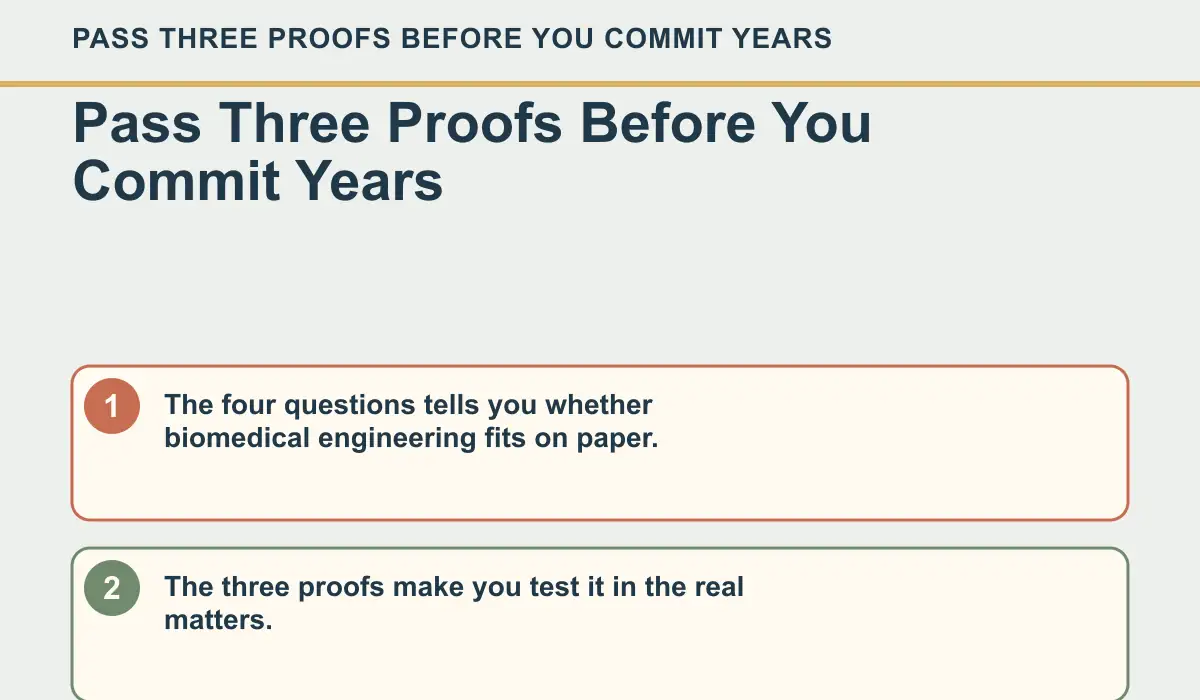 PASS THREE PROOFS BEFORE YOU COMMIT YEARS
Pass Three Proofs Before You
Commit Years
1
The four questions tells you whether
biomedical engineering fits on paper.
2
The three proofs make you test it in the real
matters.